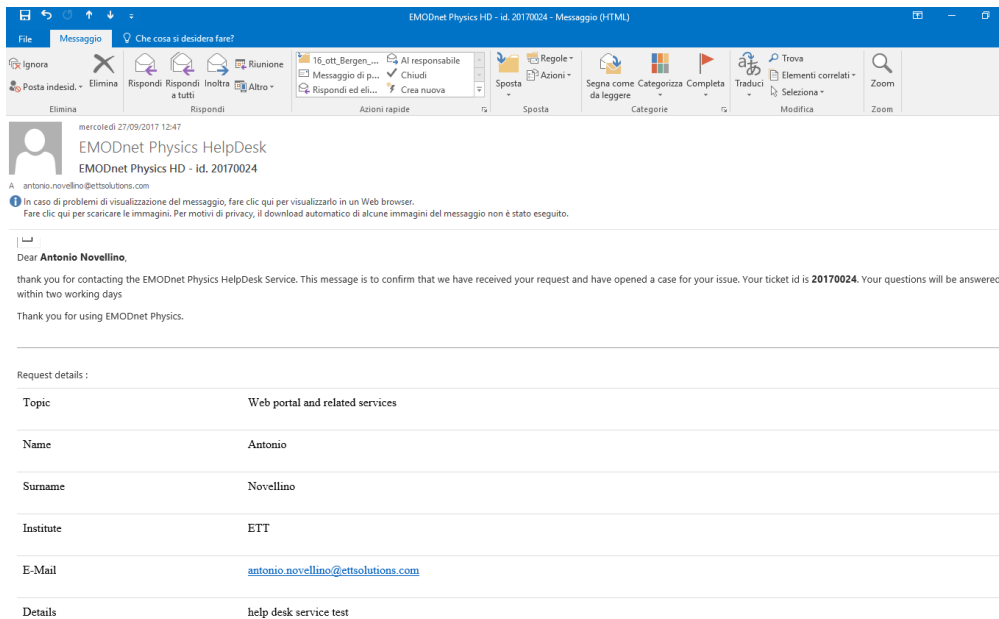 EMODnet Physics HD - id. 20170024 - Messaggio (HTML)
File Messaggio Che cosa si desidera fare?
Ignora
Posta indesid.
Elimina
Rispondi
Rispondi a tutti
Inoltra
Riunione
Altro
16_ott_Bergen_...
Messaggio di p...
Rispondi ed eli...
Al responsabile
Chiudi
Crea nuova
Sposta
Regole
Azioni
Segna come da leggere
Categorizza
Completa
Traduci
Trova
Elementi correlati
Seleziona
Zoom
Elimina Rispondi Azioni rapide Sposta Categorie Modifica Zoom
mercoledì 27/09/2017 12:47
EMODnet Physics HelpDesk
EMODnet Physics HD - id. 20170024
A antonio.novellino@ettsolutions.com
In caso di problemi di visualizzazione del messaggio, fare clic qui per visualizzarlo in un Web browser.
Fare clic qui per scaricare le immagini. Per motivi di privacy, il download automatico di alcune immagini del messaggio non è stato eseguito.
Dear Antonio Novellino,
thank you for contacting the EMODnet Physics HelpDesk Service. This message is to confirm that we have received your request and have opened a case for your issue. Your ticket id is 20170024. Your questions will be answered
within two working days
Thank you for using EMODnet Physics.
Request details :
Topic Web portal and related services
Name Antonio
Surname Novellino
Institute ETT
E-Mail antonio.novellino@ettsolutions.com
Details help desk service test